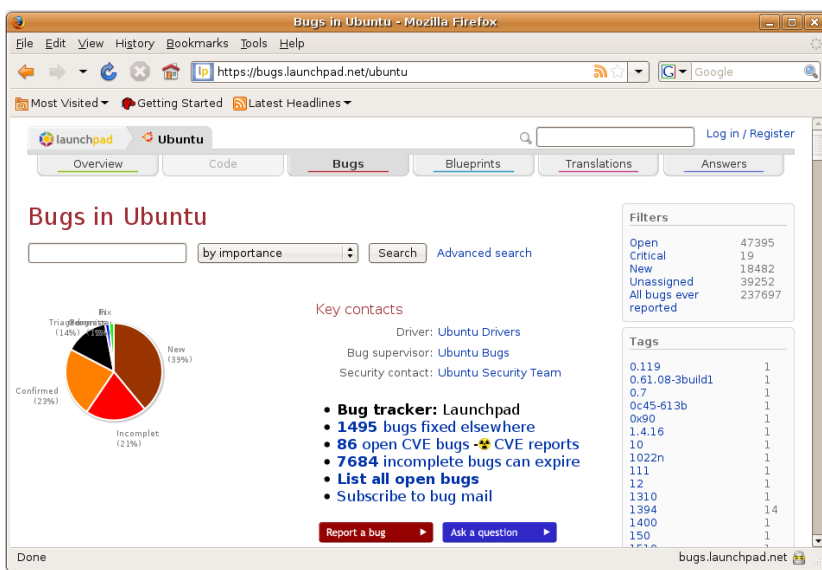 Bugs in Ubuntu - Mozilla Firefox
File Edit View History Bookmarks Tools Help
lp https://bugs.launchpad.net/ubuntu
G Google
Most Visited Getting Started Latest Headlines
launchpad Ubuntu
Log in / Register
Overview Code Bugs Blueprints Translations Answers
Bugs in Ubuntu
by importance Search Advanced search
New
(39%)
Incomplet
(21%)
Confirmed
(23%)
(14%)
Key contacts
Driver: Ubuntu Drivers
Bug supervisor: Ubuntu Bugs
Security contact: Ubuntu Security Team
• Bug tracker: Launchpad
• 1495 bugs fixed elsewhere
• 86 open CVE bugs - CVE reports
• 7684 incomplete bugs can expire
• List all open bugs
• Subscribe to bug mail
Report a bug Ask a question
Filters
Open 47395
Critical 19
New 18482
Unassigned 39252
All bugs ever reported 237697
Tags
0.119 1
0.61.08-3build1 1
0.7 1
0c45-613b 1
0x90 1
1.4.16 1
10 1
1022n 1
111 1
12 1
1310 1
1394 14
1400 1
150 1
Done
bugs.launchpad.net